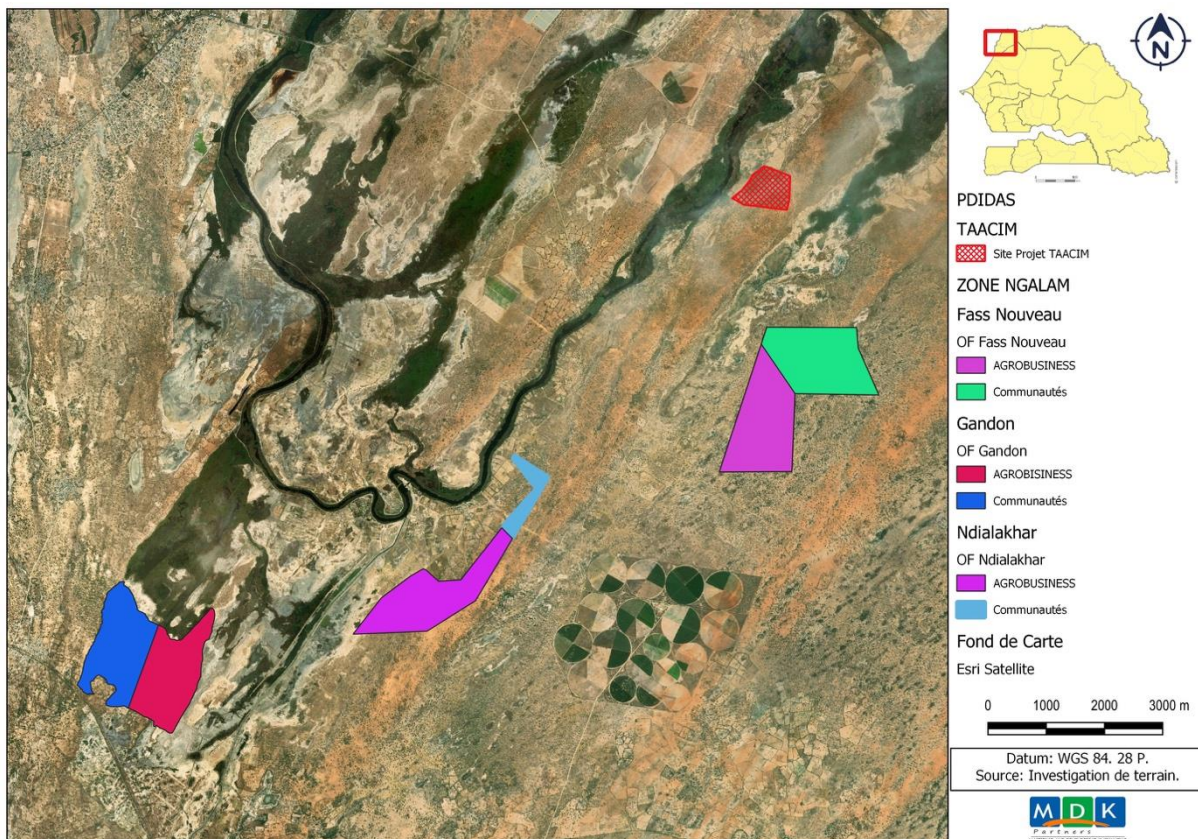 N
PDIDAS
TAACIM
Site Projet TAACIM
ZONE NGALAM
Fass Nouveau
OF Fass Nouveau
AGROBUSINESS
Communautés
Gandon
OF Gandon
AGROBISINESS
Communautés
Ndialakhar
OF Ndialakhar
AGROBUSINESS
Communautés
Fond de Carte
Esri Satellite
0 1000 2000 3000 m
Datum: WGS 84. 28 P.
Source: Investigation de terrain.
MDK
Partners